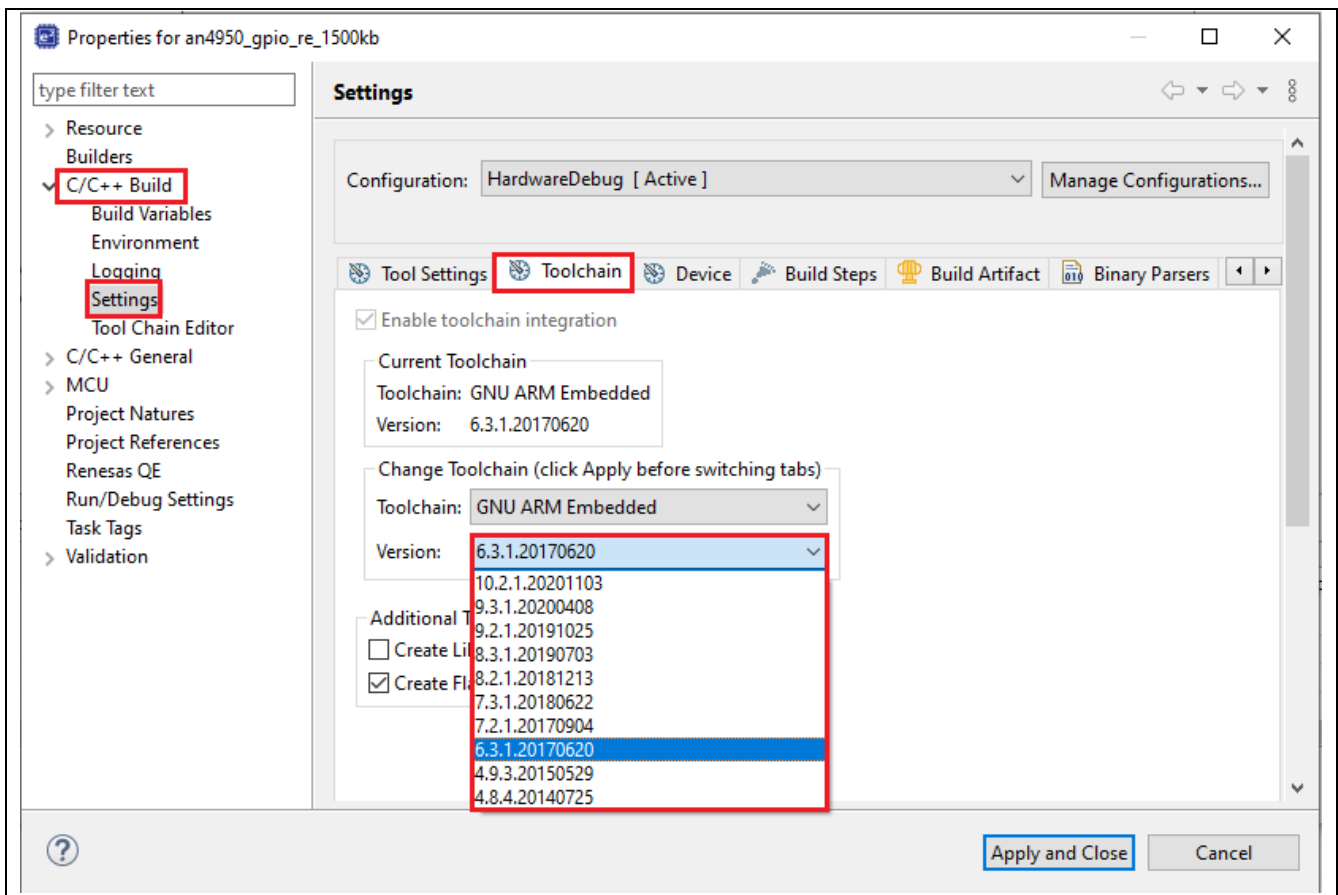 Properties for an4950_gpio_re_1500kb
type filter text
Resource
Builders
C/C++ Build
Build Variables
Environment
Logging
Settings
Tool Chain Editor
C/C++ General
MCU
Project Natures
Project References
Renesas QE
Run/Debug Settings
Task Tags
Validation
Settings
Configuration: HardwareDebug [ Active ] Manage Configurations...
Tool Settings Toolchain Device Build Steps Build Artifact Binary Parsers
Enable toolchain integration
Current Toolchain
Toolchain: GNU ARM Embedded
Version: 6.3.1.20170620
Change Toolchain (click Apply before switching tabs)
Toolchain: GNU ARM Embedded
Version: 6.3.1.20170620
10.2.1.20201103
9.3.1.20200408
9.2.1.20191025
8.3.1.20190703
8.2.1.20181213
7.3.1.20180622
7.2.1.20170904
6.3.1.20170620
4.9.3.20150529
4.8.4.20140725
Additional
Create
Create
Apply and Close Cancel